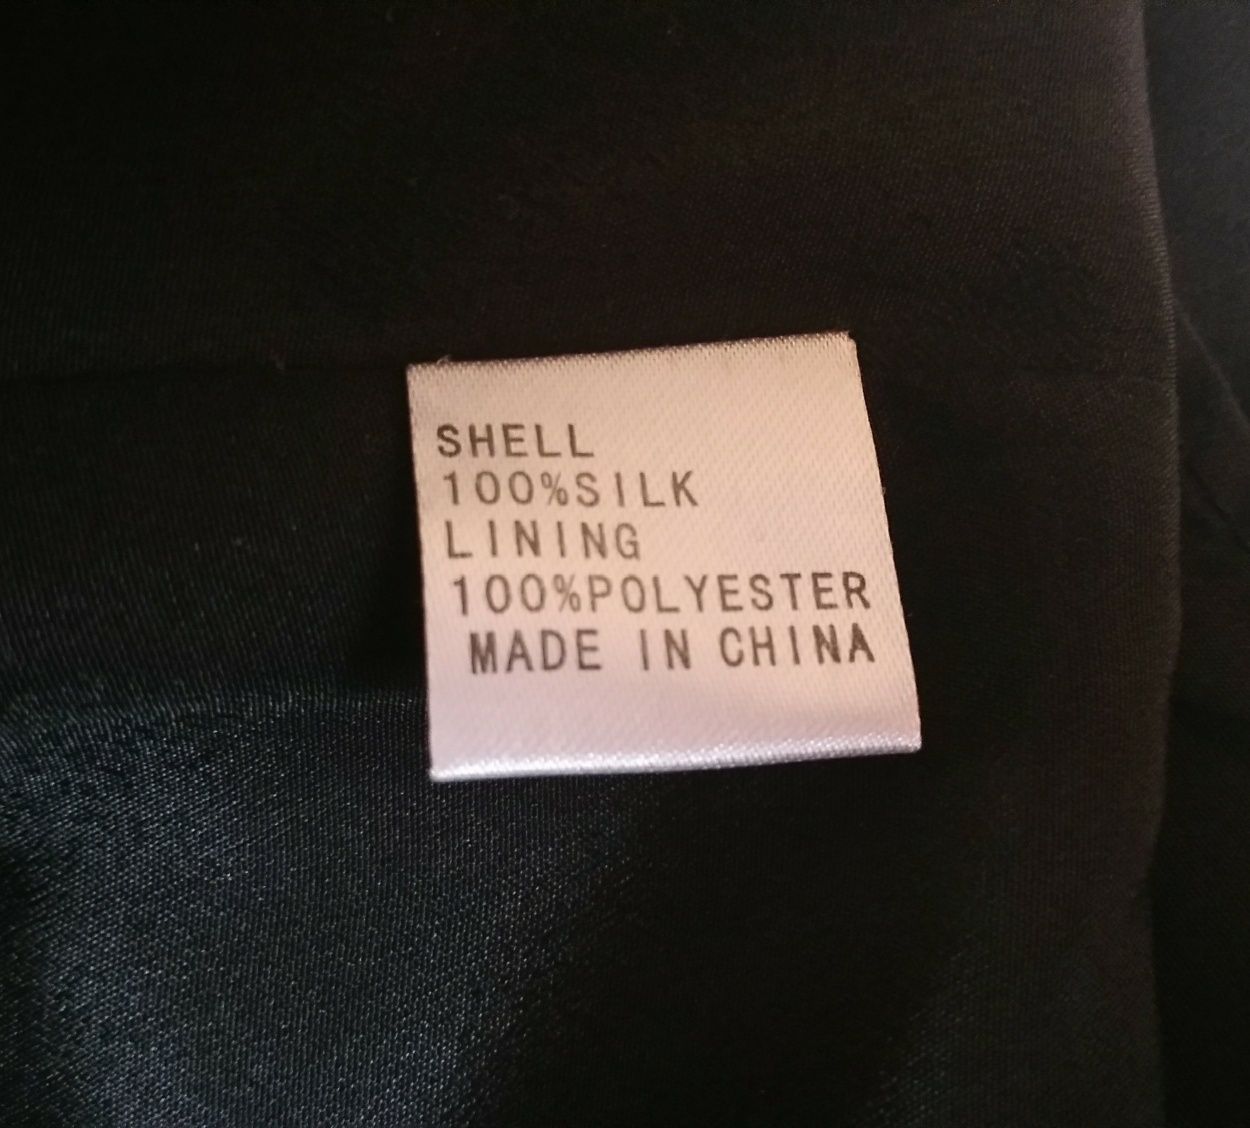 SHELL
100%SILK
LINING
100%POLYESTER
MADE IN CHINA